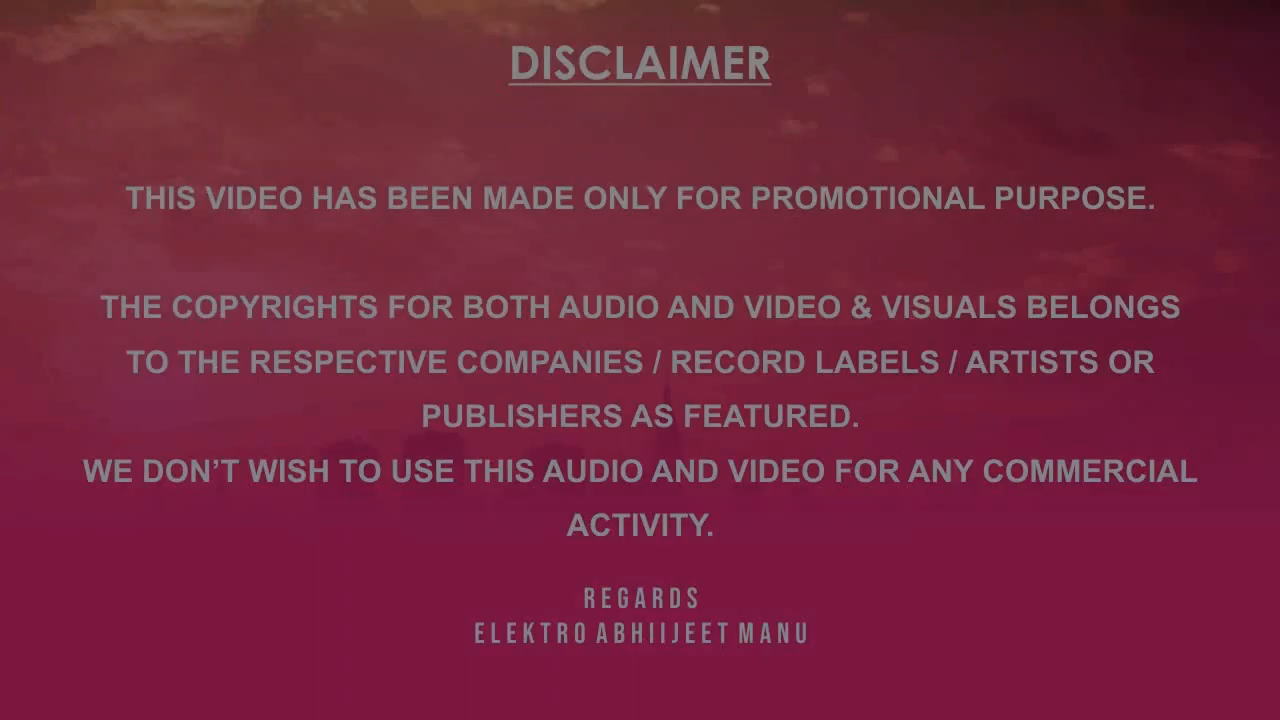 DISCLAIMER
THIS VIDEO HAS BEEN MADE ONLY FOR PROMOTIONAL PURPOSE.
THE COPYRIGHTS FOR BOTH AUDIO AND VIDEO & VISUALS BELONGS
TO THE RESPECTIVE COMPANIES / RECORD LABELS / ARTISTS OR
PUBLISHERS AS FEATURED.
WE DON’T WISH TO USE THIS AUDIO AND VIDEO FOR ANY COMMERCIAL
ACTIVITY.
REGARDS
ELEKTRO ABHIIJEET MANU